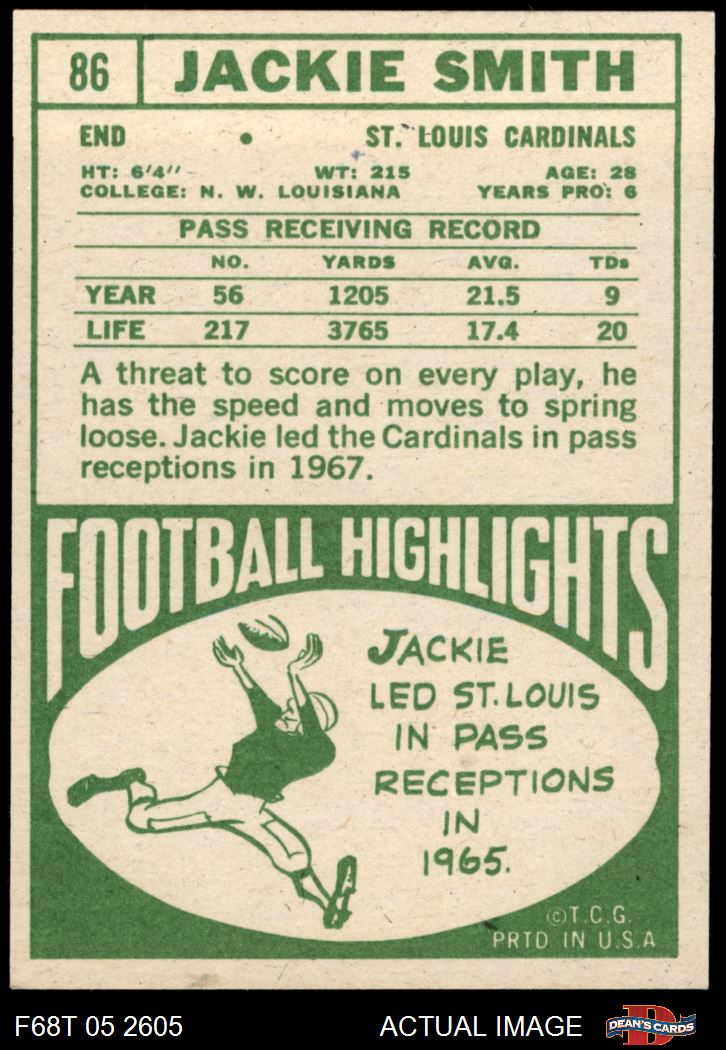 86 JACKIE SMITH
END • ST. LOUIS CARDINALS
HT: 6'4" WT: 215 AGE: 28
COLLEGE: N. W. LOUISIANA YEARS PRO: 6
PASS RECEIVING RECORD
NO. YARDS AVG. TDs
YEAR 56 1205 21.5 9
LIFE 217 3765 17.4 20
A threat to score on every play, he
has the speed and moves to spring
loose. Jackie led the Cardinals in pass
receptions in 1967.
FOOTBALL HIGHLIGHTS
JACKIE
LED ST. LOUIS
IN PASS
RECEPTIONS
IN
1965.
©T.C.G.
PRTD IN U.S.A
F68T 05 2605 ACTUAL IMAGE D DEAN'S CARDS